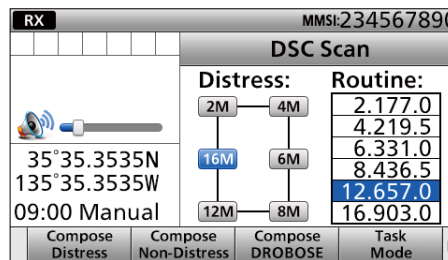 RX
MMSI:234567890
DSC Scan
Distress:
Routine:
2M
4M
16M
6M
12M
8M
2.177.0
4.219.5
6.331.0
8.436.5
12.657.0
16.903.0
35°35.3535N
135°35.3535W
09:00 Manual
Compose Distress
Compose Non-Distress
Compose DROBOSE
Task Mode